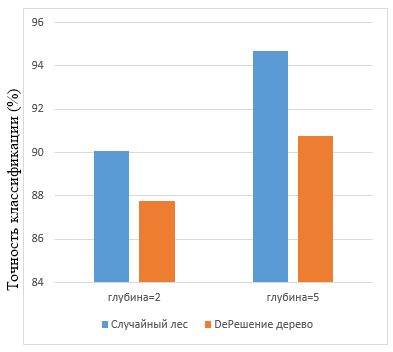 Точность классификации (%)
96
94
92
90
88
86
84
глубина=2 глубина=5
Случайный лес DeРешение дерево